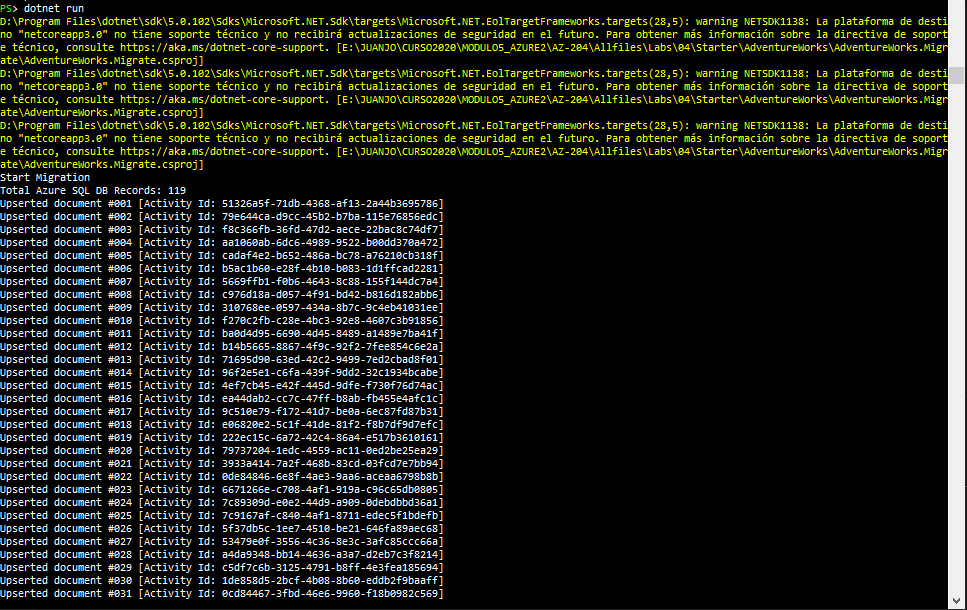 PS> dotnet run
D:\Program Files\dotnet\sdk\5.0.102\Sdks\Microsoft.NET.Sdk\targets\Microsoft.NET.EolTargetFrameworks.targets(28,5): warning NETSDK1138: La plataforma de desti
no "netcoreapp3.0" no tiene soporte técnico y no recibirá actualizaciones de seguridad en el futuro. Para obtener más información sobre la directiva de soport
e técnico, consulte https://aka.ms/dotnet-core-support. [E:\JUANJO\CURSO2020\MODULO5_AZURE2\AZ-204\Allfiles\Labs\04\Starter\AdventureWorks\AdventureWorks.Migr
ate\AdventureWorks.Migrate.csproj]
D:\Program Files\dotnet\sdk\5.0.102\Sdks\Microsoft.NET.Sdk\targets\Microsoft.NET.EolTargetFrameworks.targets(28,5): warning NETSDK1138: La plataforma de desti
no "netcoreapp3.0" no tiene soporte técnico y no recibirá actualizaciones de seguridad en el futuro. Para obtener más información sobre la directiva de soport
e técnico, consulte https://aka.ms/dotnet-core-support. [E:\JUANJO\CURSO2020\MODULO5_AZURE2\AZ-204\Allfiles\Labs\04\Starter\AdventureWorks\AdventureWorks.Migr
ate\AdventureWorks.Migrate.csproj]
D:\Program Files\dotnet\sdk\5.0.102\Sdks\Microsoft.NET.Sdk\targets\Microsoft.NET.EolTargetFrameworks.targets(28,5): warning NETSDK1138: La plataforma de desti
no "netcoreapp3.0" no tiene soporte técnico y no recibirá actualizaciones de seguridad en el futuro. Para obtener más información sobre la directiva de soport
e técnico, consulte https://aka.ms/dotnet-core-support. [E:\JUANJO\CURSO2020\MODULO5_AZURE2\AZ-204\Allfiles\Labs\04\Starter\AdventureWorks\AdventureWorks.Migr
ate\AdventureWorks.Migrate.csproj]
Start Migration
Total Azure SQL DB Records: 119
Upserted document #001 [Activity Id: 51326a5f-71db-4368-af13-2a44b3695786]
Upserted document #002 [Activity Id: 79e644ca-d9cc-45b2-b7ba-115e76856edc]
Upserted document #003 [Activity Id: f8c366fb-36fd-47d2-aece-22bac8c74df7]
Upserted document #004 [Activity Id: aa1060ab-6dc6-4989-9522-b00dd370a472]
Upserted document #005 [Activity Id: cadaf4e2-b652-486a-bc78-a76210cb318f]
Upserted document #006 [Activity Id: b5ac1b60-e28f-4b10-b083-1d1ffcad2281]
Upserted document #007 [Activity Id: 5669ffb1-f0b6-4643-8c88-155f144dc7a4]
Upserted document #008 [Activity Id: c976d18a-d057-4f91-bd42-b816d182abb6]
Upserted document #009 [Activity Id: 310768ee-0597-434a-8b7c-9c4eb41031ee]
Upserted document #010 [Activity Id: f270c2fb-c28e-4bc3-92e8-4607c3b91856]
Upserted document #011 [Activity Id: ba0d4d95-6690-4d45-8489-a1489e7ba41f]
Upserted document #012 [Activity Id: b14b5665-8867-4f9c-92f2-7fee854c6e2a]
Upserted document #013 [Activity Id: 71695d90-63ed-42c2-9499-7ed2cbad8f01]
Upserted document #014 [Activity Id: 96f2e5e1-c6fa-439f-9dd2-32c1934bcabe]
Upserted document #015 [Activity Id: 4ef7cb45-e42f-445d-9dfe-f730f76d74ac]
Upserted document #016 [Activity Id: ea44dab2-cc7c-47ff-b8ab-fb455e4afc1c]
Upserted document #017 [Activity Id: 9c510e79-f172-41d7-be0a-6ec87fd87b31]
Upserted document #018 [Activity Id: e06820e2-5c1f-41de-81f2-f8b7df9d7efc]
Upserted document #019 [Activity Id: 222ec15c-6a72-42c4-86a4-e517b3610161]
Upserted document #020 [Activity Id: 79737204-1edc-4559-ac11-0ed2be25ea29]
Upserted document #021 [Activity Id: 3933a414-7a2f-468b-83cd-03fcd7e7bb94]
Upserted document #022 [Activity Id: 0de84846-6e8f-4ae3-9aa6-aceaa6798b8b]
Upserted document #023 [Activity Id: 6671266e-c708-4af1-919a-c96c65db0805]
Upserted document #024 [Activity Id: 7c89309d-e0e2-44d9-a909-0debdbbd36a1]
Upserted document #025 [Activity Id: 7c9167af-c840-4af1-8711-edec5f1bdefb]
Upserted document #026 [Activity Id: 5f37db5c-1ee7-4510-be21-646fa89aec68]
Upserted document #027 [Activity Id: 53479e0f-3556-4c36-8e3c-3afc85ccc66a]
Upserted document #028 [Activity Id: a4da9348-bb14-4636-a3a7-d2eb7c3f8214]
Upserted document #029 [Activity Id: c5df7c6b-3125-4791-b8ff-4e3fea185694]
Upserted document #030 [Activity Id: 1de858d5-2bcf-4b08-8b60-eddb2f9baaff]
Upserted document #031 [Activity Id: 0cd84467-3fbd-46e6-9960-f18b0982c569]